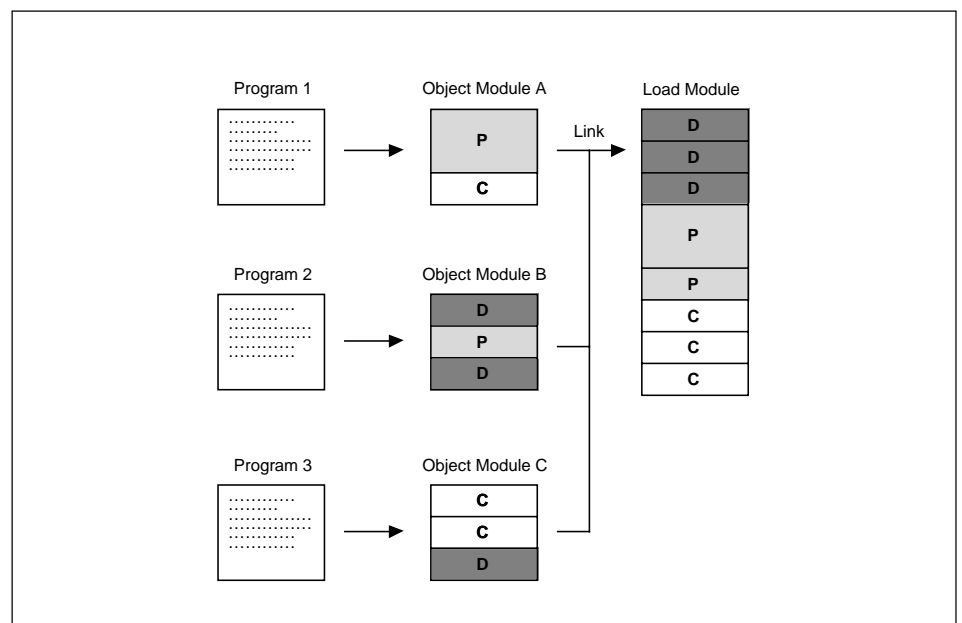 Program 1
Object Module A
Load Module
P
C
Link
D
D
D
P
P
C
C
C
Program 2
Object Module B
D
P
D
Program 3
Object Module C
C
C
D